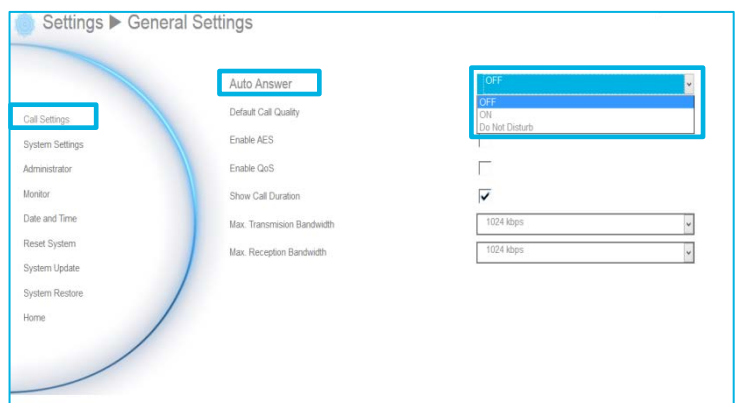 Settings ▶ General Settings
Call Settings
System Settings
Administrator
Monitor
Date and Time
Reset System
System Update
System Restore
Home
Auto Answer
OFF
OFF
ON
Do Not Disturb
Default Call Quality
Enable AES
Enable QoS
Show Call Duration
Max. Transmision Bandwidth
1024 kbps
Max. Reception Bandwidth
1024 kbps